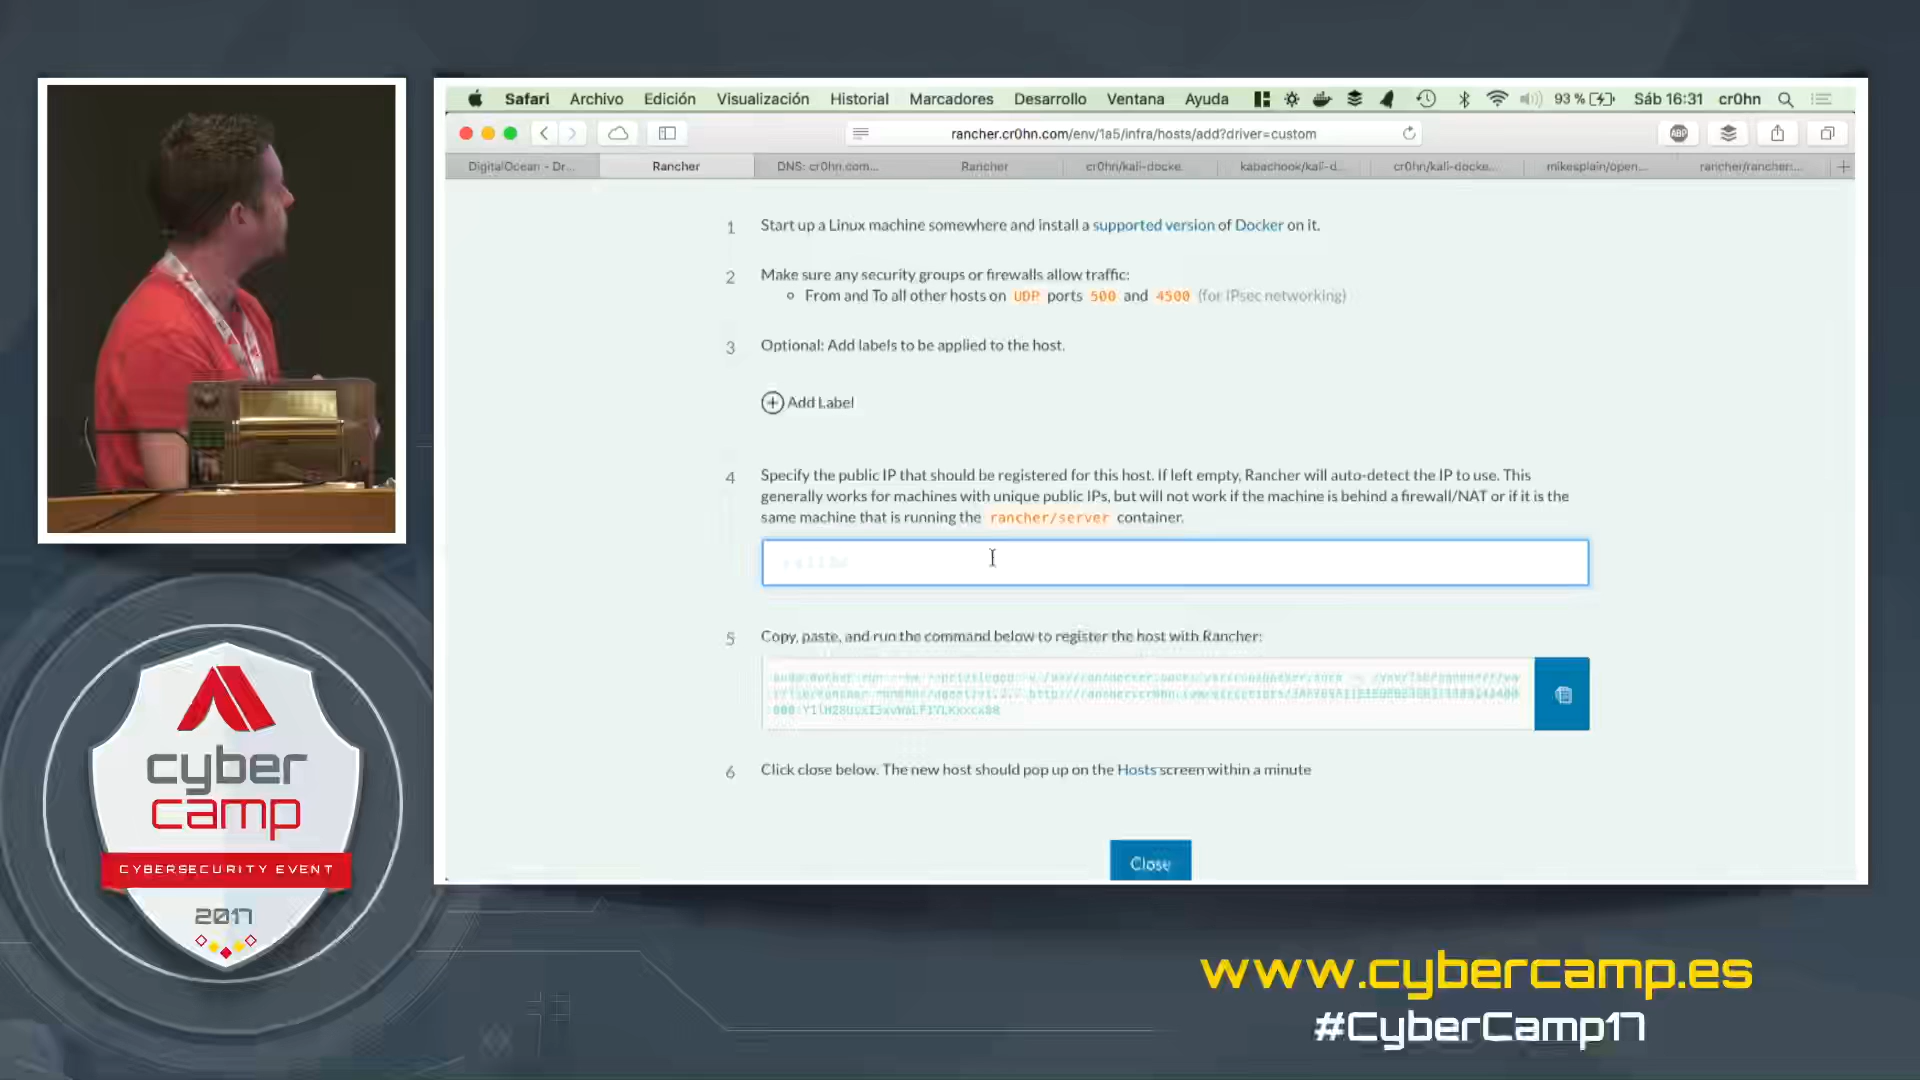 Safari Archivo Edición Visualización Historial Marcadores Desarrollo Ventana Ayuda 93 % Sáb 16:31 cr0hn
rancher.cr0hn.com/env/1a5/infra/hosts/add?driver=custom
ABP
DigitalOcean - Dr... Rancher DNS: cr0hn.com... Rancher cr0hn/kali-docke... kabachook/kali-d... cr0hn/kali-docke... mikesplain/open... rancher/rancher:...
1 Start up a Linux machine somewhere and install a supported version of Docker on it.
2 Make sure any security groups or firewalls allow traffic:
From and To all other hosts on UDP ports 500 and 4500 (for IPsec networking)
3 Optional: Add labels to be applied to the host.
Add Label
4 Specify the public IP that should be registered for this host. If left empty, Rancher will auto-detect the IP to use. This
generally works for machines with unique public IPs, but will not work if the machine is behind a firewall/NAT or if it is the
same machine that is running the rancher/server container.
5 Copy, paste, and run the command below to register the host with Rancher:
6 Click close below. The new host should pop up on the Hosts screen within a minute
Close
cyber
camp
CYBERSECURITY EVENT
2017
www.cybercamp.es
#CyberCamp17